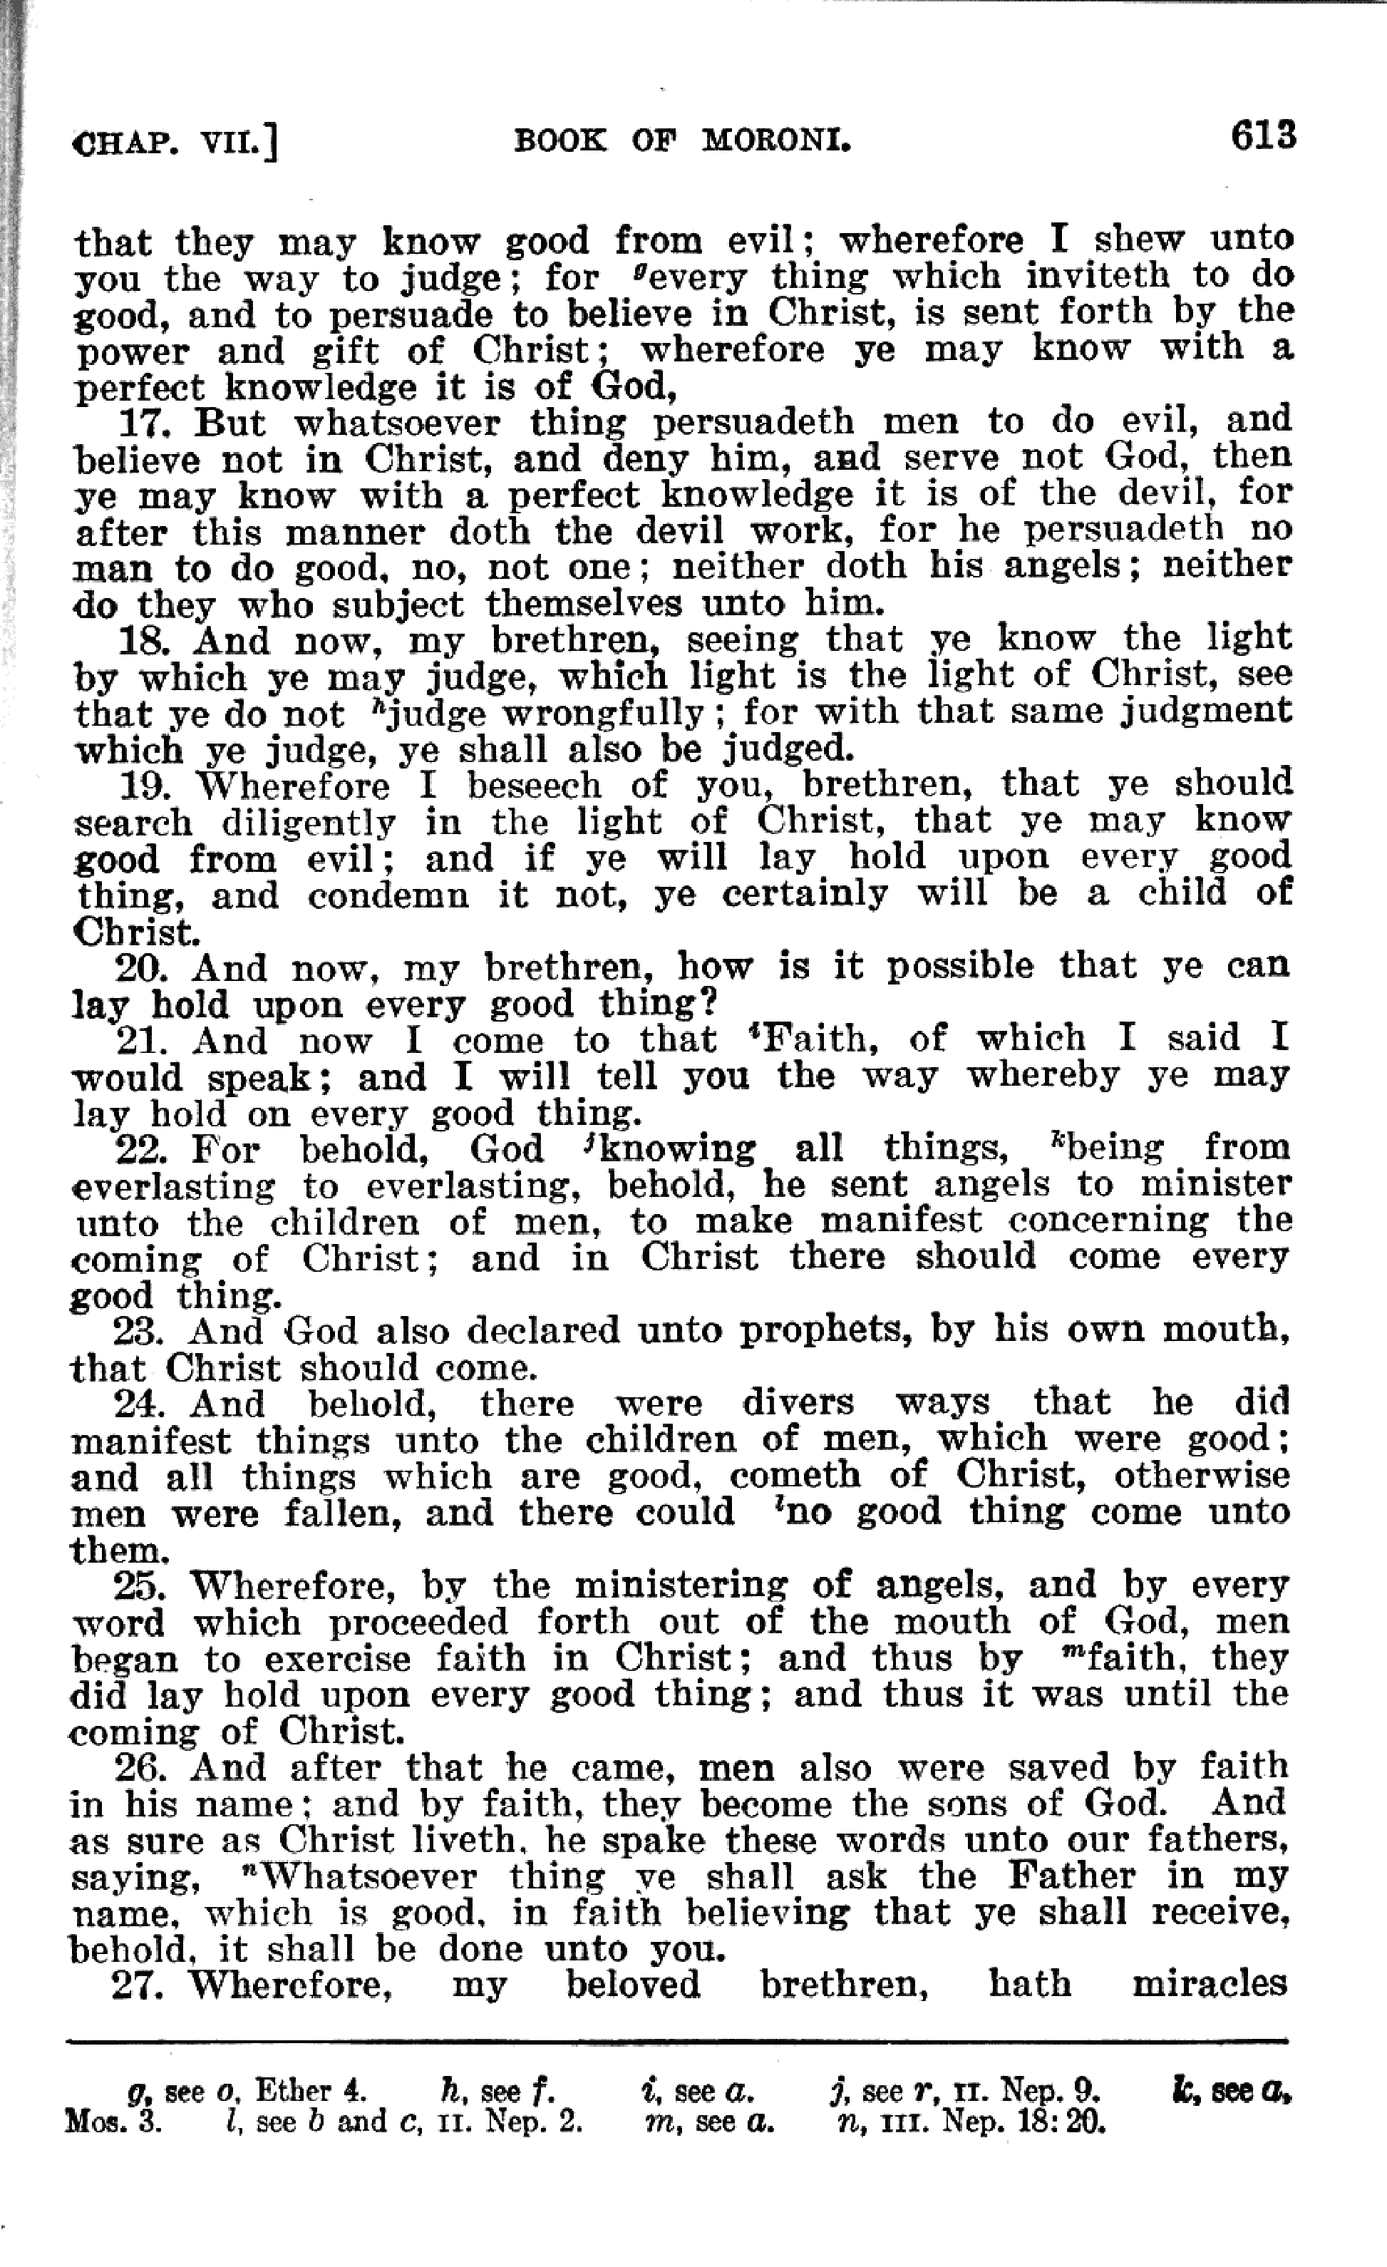 CHAP. VII.] BOOK OF MORONI. 613
that they may know good from evil; wherefore I shew unto
you the way to judge; for gevery thing which inviteth to do
good, and to persuade to believe in Christ, is sent forth by the
power and gift of Christ; wherefore ye may know with a
perfect knowledge it is of God,
17. But whatsoever thing persuadeth men to do evil, and
believe not in Christ, and deny him, and serve not God, then
ye may know with a perfect knowledge it is of the devil, for
after this manner doth the devil work, for he persuadeth no
man to do good, no, not one; neither doth his angels; neither
do they who subject themselves unto him.
18. And now, my brethren, seeing that ye know the light
by which ye may judge, which light is the light of Christ, see
that ye do not hjudge wrongfully; for with that same judgment
which ye judge, ye shall also be judged.
19. Wherefore I beseech of you, brethren, that ye should
search diligently in the light of Christ, that ye may know
good from evil; and if ye will lay hold upon every good
thing, and condemn it not, ye certainly will be a child of
Christ.
20. And now, my brethren, how is it possible that ye can
lay hold upon every good thing?
21. And now I come to that iFaith, of which I said I
would speak; and I will tell you the way whereby ye may
lay hold on every good thing.
22. For behold, God jknowing all things, kbeing from
everlasting to everlasting, behold, he sent angels to minister
unto the children of men, to make manifest concerning the
coming of Christ; and in Christ there should come every
good thing.
23. And God also declared unto prophets, by his own mouth,
that Christ should come.
24. And behold, there were divers ways that he did
manifest things unto the children of men, which were good;
and all things which are good, cometh of Christ, otherwise
men were fallen, and there could lno good thing come unto
them.
25. Wherefore, by the ministering of angels, and by every
word which proceeded forth out of the mouth of God, men
began to exercise faith in Christ; and thus by mfaith, they
did lay hold upon every good thing; and thus it was until the
coming of Christ.
26. And after that he came, men also were saved by faith
in his name; and by faith, they become the sons of God. And
as sure as Christ liveth, he spake these words unto our fathers,
saying, nWhatsoever thing ye shall ask the Father in my
name, which is good, in faith believing that ye shall receive,
behold, it shall be done unto you.
27. Wherefore, my beloved brethren, hath miracles
g, see o, Ether 4. h, see f. i, see a. j, see r, II. Nep. 9. k, see a,
Mos. 3. l, see b and c, II. Nep. 2. m, see a. n, III. Nep. 18:20.